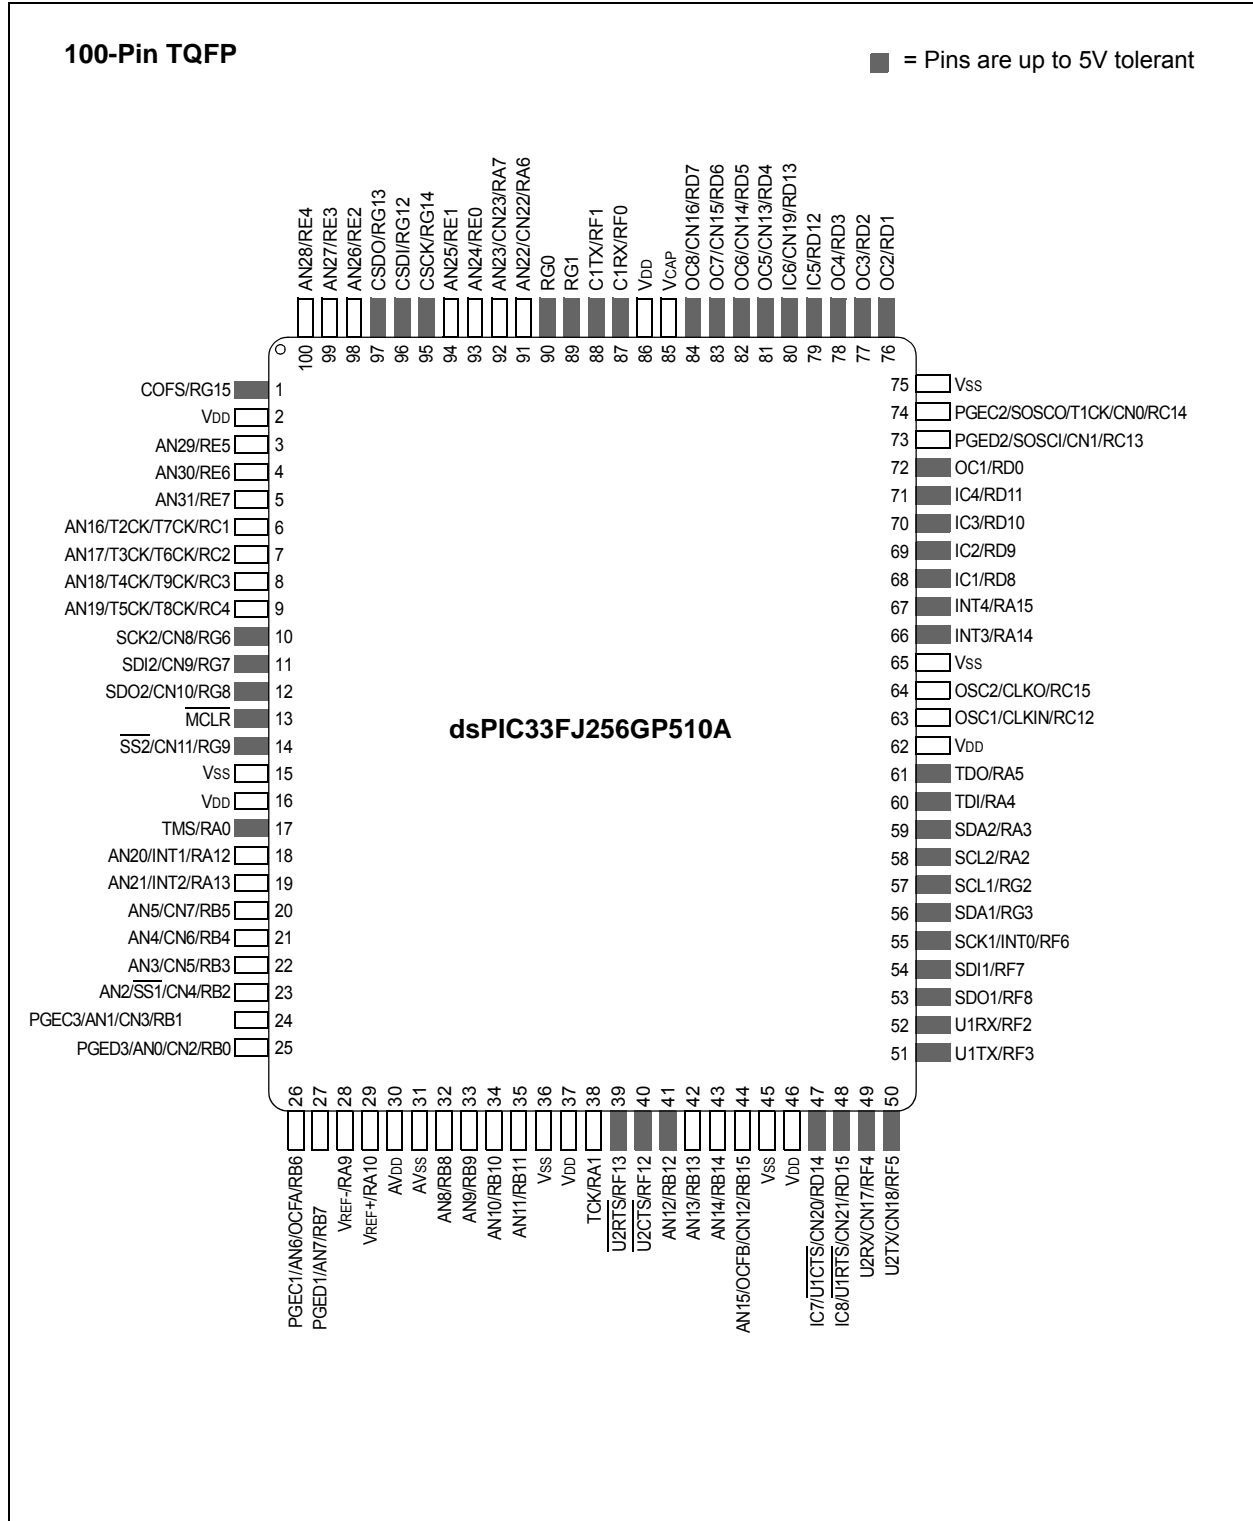 100-Pin TQFP
= Pins are up to 5V tolerant
AN28/RE4
AN27/RE3
AN26/RE2
CSDO/RG13
CSDI/RG12
CSCK/RG14
AN25/RE1
AN24/RE0
AN23/CN23/RA7
AN22/CN22/RA6
RG0
RG1
C1TX/RF1
C1RX/RF0
VDD
VCAP
OC8/CN16/RD7
OC7/CN15/RD6
OC6/CN14/RD5
OC5/CN13/RD4
IC6/CN19/RD13
IC5/RD12
OC4/RD3
OC3/RD2
OC2/RD1
100 99 98 97 96 95 94 93 92 91 90 89 88 87 86 85 84 83 82 81 80 79 78 77 76
COFS/RG15 1
VDD 2
AN29/RE5 3
AN30/RE6 4
AN31/RE7 5
AN16/T2CK/T7CK/RC1 6
AN17/T3CK/T6CK/RC2 7
AN18/T4CK/T9CK/RC3 8
AN19/T5CK/T8CK/RC4 9
SCK2/CN8/RG6 10
SDI2/CN9/RG7 11
SDO2/CN10/RG8 12
MCLR 13
SS2/CN11/RG9 14
VSS 15
VDD 16
TMS/RA0 17
AN20/INT1/RA12 18
AN21/INT2/RA13 19
AN5/CN7/RB5 20
AN4/CN6/RB4 21
AN3/CN5/RB3 22
AN2/SS1/CN4/RB2 23
PGEC3/AN1/CN3/RB1 24
PGED3/AN0/CN2/RB0 25
dsPIC33FJ256GP510A
75 VSS
74 PGEC2/SOSCO/T1CK/CN0/RC14
73 PGED2/SOSCI/CN1/RC13
72 OC1/RD0
71 IC4/RD11
70 IC3/RD10
69 IC2/RD9
68 IC1/RD8
67 INT4/RA15
66 INT3/RA14
65 VSS
64 OSC2/CLKO/RC15
63 OSC1/CLKIN/RC12
62 VDD
61 TDO/RA5
60 TDI/RA4
59 SDA2/RA3
58 SCL2/RA2
57 SCL1/RG2
56 SDA1/RG3
55 SCK1/INT0/RF6
54 SDI1/RF7
53 SDO1/RF8
52 U1RX/RF2
51 U1TX/RF3
26 27 28 29 30 31 32 33 34 35 36 37 38 39 40 41 42 43 44 45 46 47 48 49 50
PGEC1/AN6/OCFA/RB6
PGED1/AN7/RB7
VREF-/RA9
VREF+/RA10
AVDD
AVSS
AN8/RB8
AN9/RB9
AN10/RB10
AN11/RB11
VSS
VDD
TCK/RA1
U2RTS/RF13
U2CTS/RF12
AN12/RB12
AN13/RB13
AN14/RB14
AN15/OCFB/CN12/RB15
VSS
VDD
IC7/U1CTS/CN20/RD14
IC8/U1RTS/CN21/RD15
U2RX/CN17/RF4
U2TX/CN18/RF5